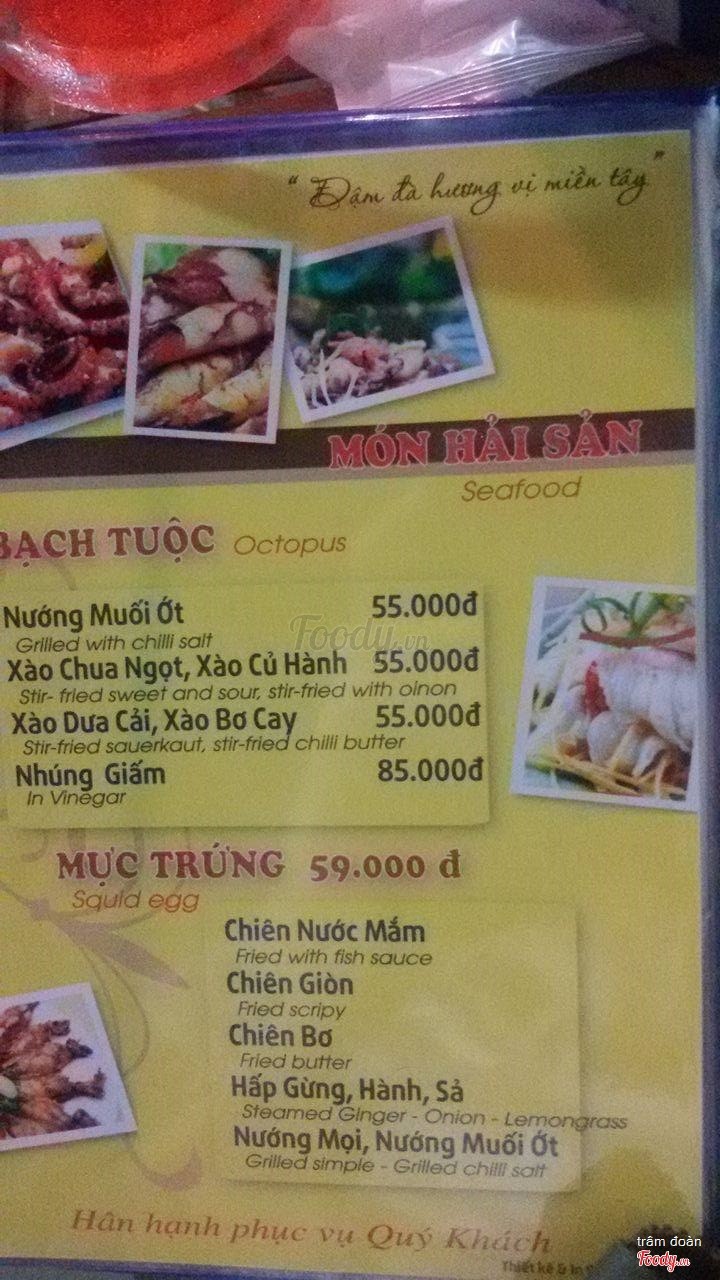 "Đậm đà hương vị miền tây"
MÓN HẢI SẢN
Seafood
BẠCH TUỘC Octopus
Nướng Muối Ớt 55.000đ
Grilled with chilli salt
Xào Chua Ngọt, Xào Củ Hành 55.000đ
Stir- fried sweet and sour, stir-fried with oinon
Xào Dưa Cải, Xào Bơ Cay 55.000đ
Stir-fried sauerkaut, stir-fried chilli butter
Nhúng Giấm 85.000đ
In Vinegar
Foody.vn
MỰC TRỨNG 59.000 đ
Squid egg
Chiên Nước Mắm
Fried with fish sauce
Chiên Giòn
Fried scripy
Chiên Bơ
Fried butter
Hấp Gừng, Hành, Sả
Steamed Ginger - Onion - Lemongrass
Nướng Mọi, Nướng Muối Ớt
Grilled simple - Grilled chilli salt
Hân hạnh phục vụ Quý Khách
trâm đoàn
Foody.vn
Thiết kế & In